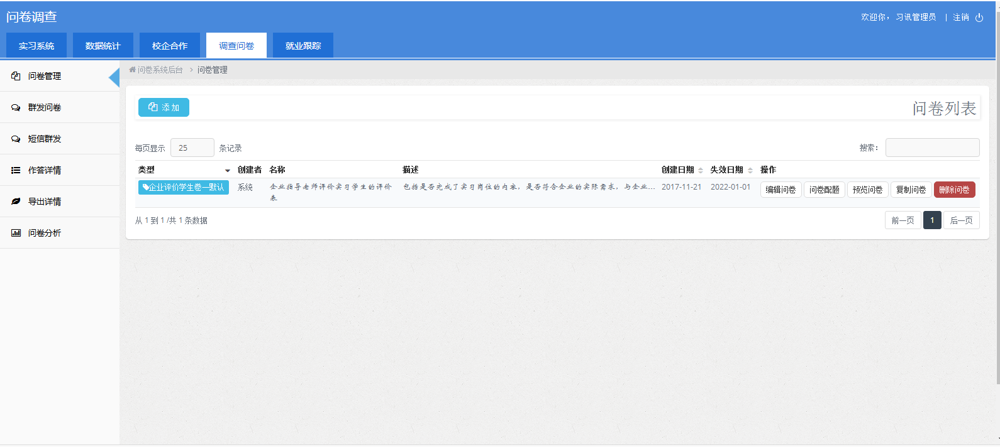 问卷调查
欢迎你，习讯管理员 | 注销
实习系统 数据统计 校企合作 调查问卷 就业跟踪
问卷管理
群发问卷
短信群发
作答详情
导出详情
问卷分析
问卷系统后台 > 问卷管理
添加
问卷列表
每页显示 25 条记录
搜索：
类型 创建者 名称 描述 创建日期 失效日期 操作
企业评价学生卷—默认 系统 企业指导老师评价实习学生的评价 包括是否完成了实习岗位的内容，是否符合企业的实际需求，与企业... 2017-11-21 2022-01-01 编辑问卷 问卷配题 预览问卷 复制问卷 删除问卷
表
从 1 到 1 /共 1 条数据
前一页 1 后一页